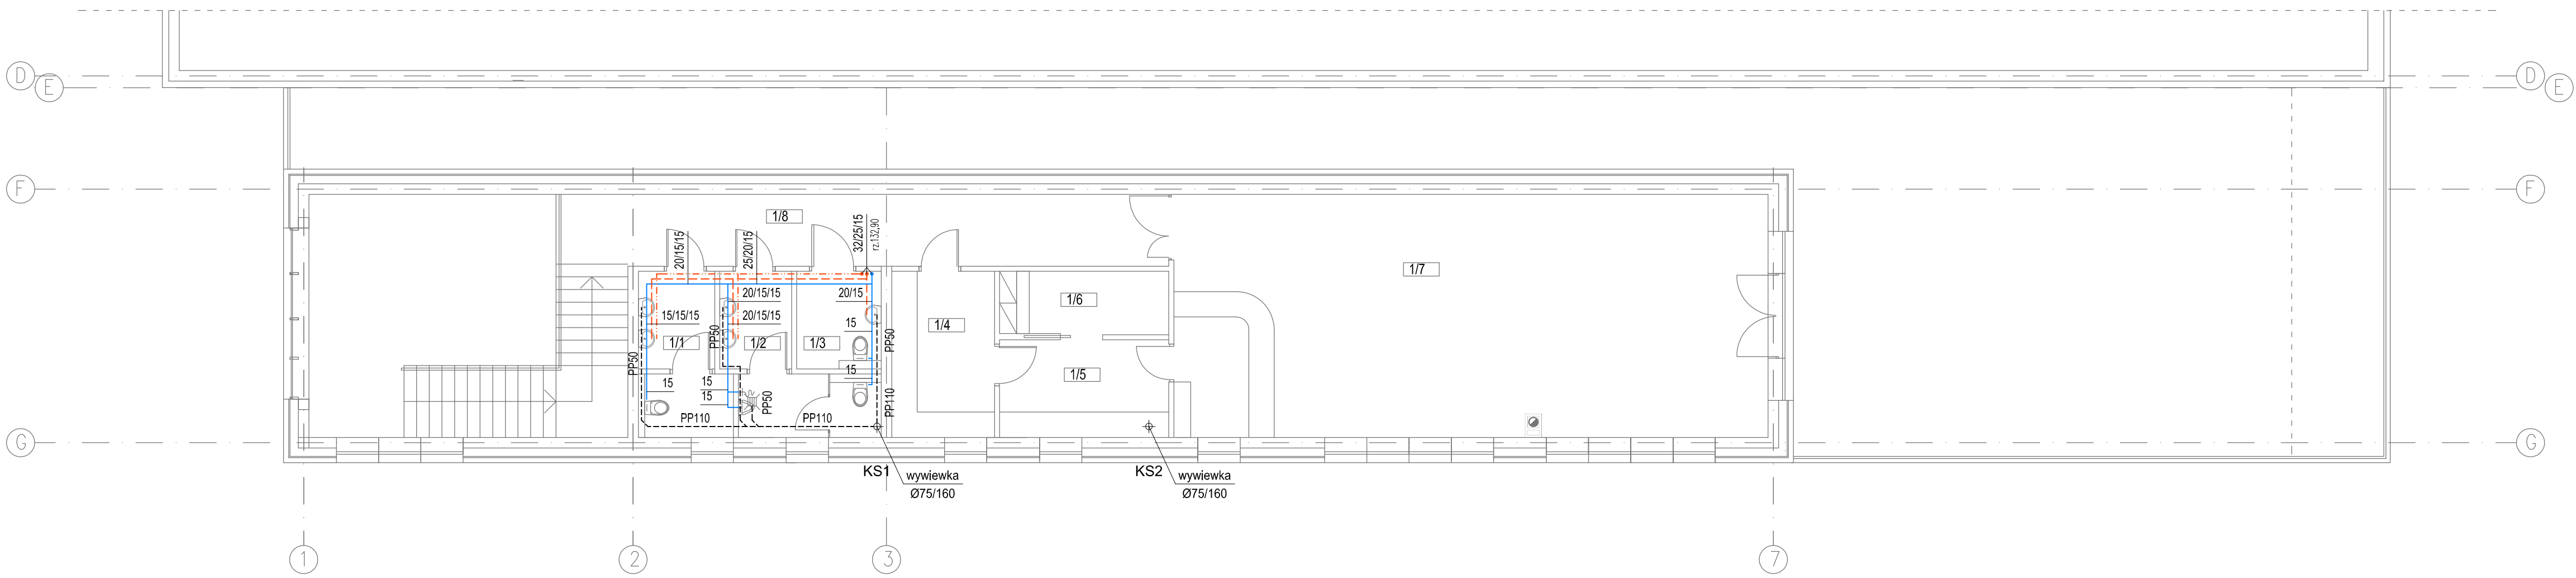 D
D
E
E
F
F
1/8
32/25/15
rz.132,90
20/15/15
25/20/15
1/7
20/15/15
20/15
1/6
15/15/15
20/15/15
15
1/4
PP50
PP50
1/1
1/2
1/3
PP50
15
1/5
15
15
15
PP50
PP110
PP110
PP110
G
G
KS1
wywiewka
Ø75/160
KS2
wywiewka
Ø75/160
1
2
3
7